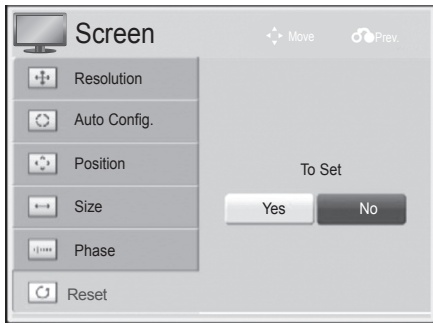 Screen
Move Prev.
Resolution
Auto Config.
Position
Size
Phase
Reset
To Set
Yes No